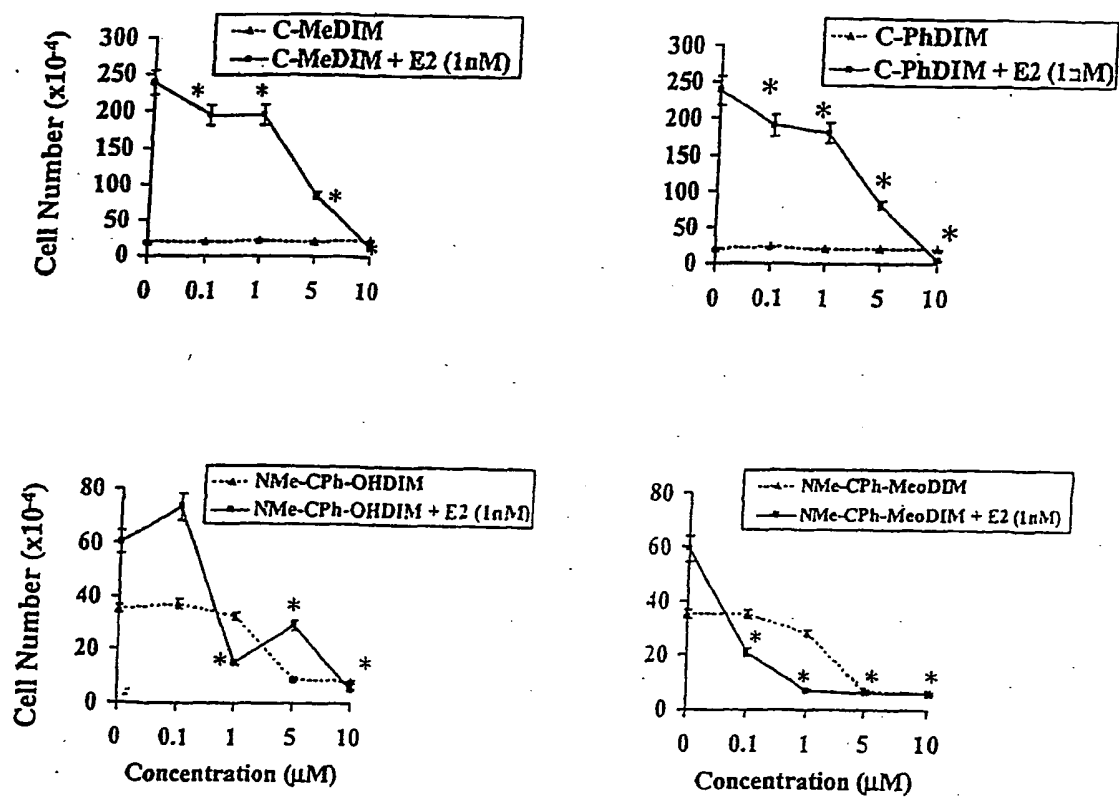 C-MeDIM
C-MeDIM + E2 (1nM)
Cell Number (x10⁻⁴)
300
250
200
150
100
50
0
* *
*
*
0 0.1 1 5 10
C-PhDIM
C-PhDIM + E2 (1nM)
300
250
200
150
100
50
0
* *
*
*
0 0.1 1 5 10
NMe-CPh-OHDIM
NMe-CPh-OHDIM + E2 (1nM)
Cell Number (x10⁻⁴)
80
60
40
20
0
* * *
0 0.1 1 5 10
Concentration (µM)
NMe-CPh-MeoDIM
NMe-CPh-MeoDIM + E2 (1nM)
80
60
40
20
0
* * * *
0 0.1 1 5 10
Concentration (µM)